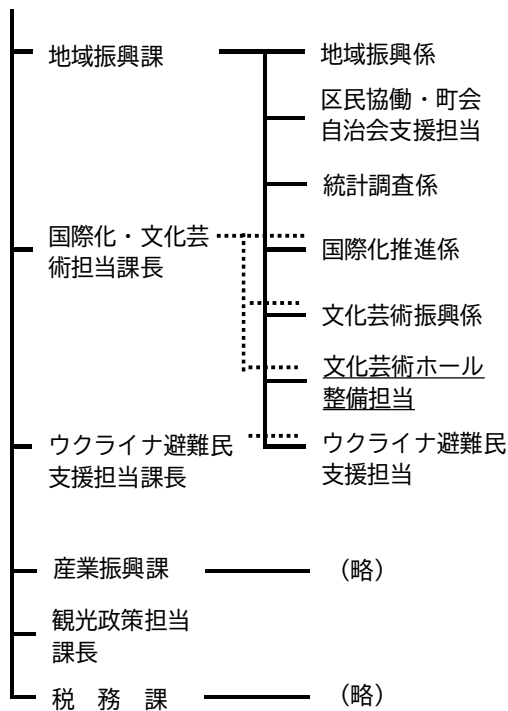 地域振興課
地域振興係
区民協働・町会
自治会支援担当
統計調査係
国際化・文化芸
術担当課長
国際化推進係
文化芸術振興係
文化芸術ホール
整備担当
ウクライナ避難民
支援担当課長
ウクライナ避難民
支援担当
産業振興課
（略）
観光政策担当
課長
税　務　課
（略）